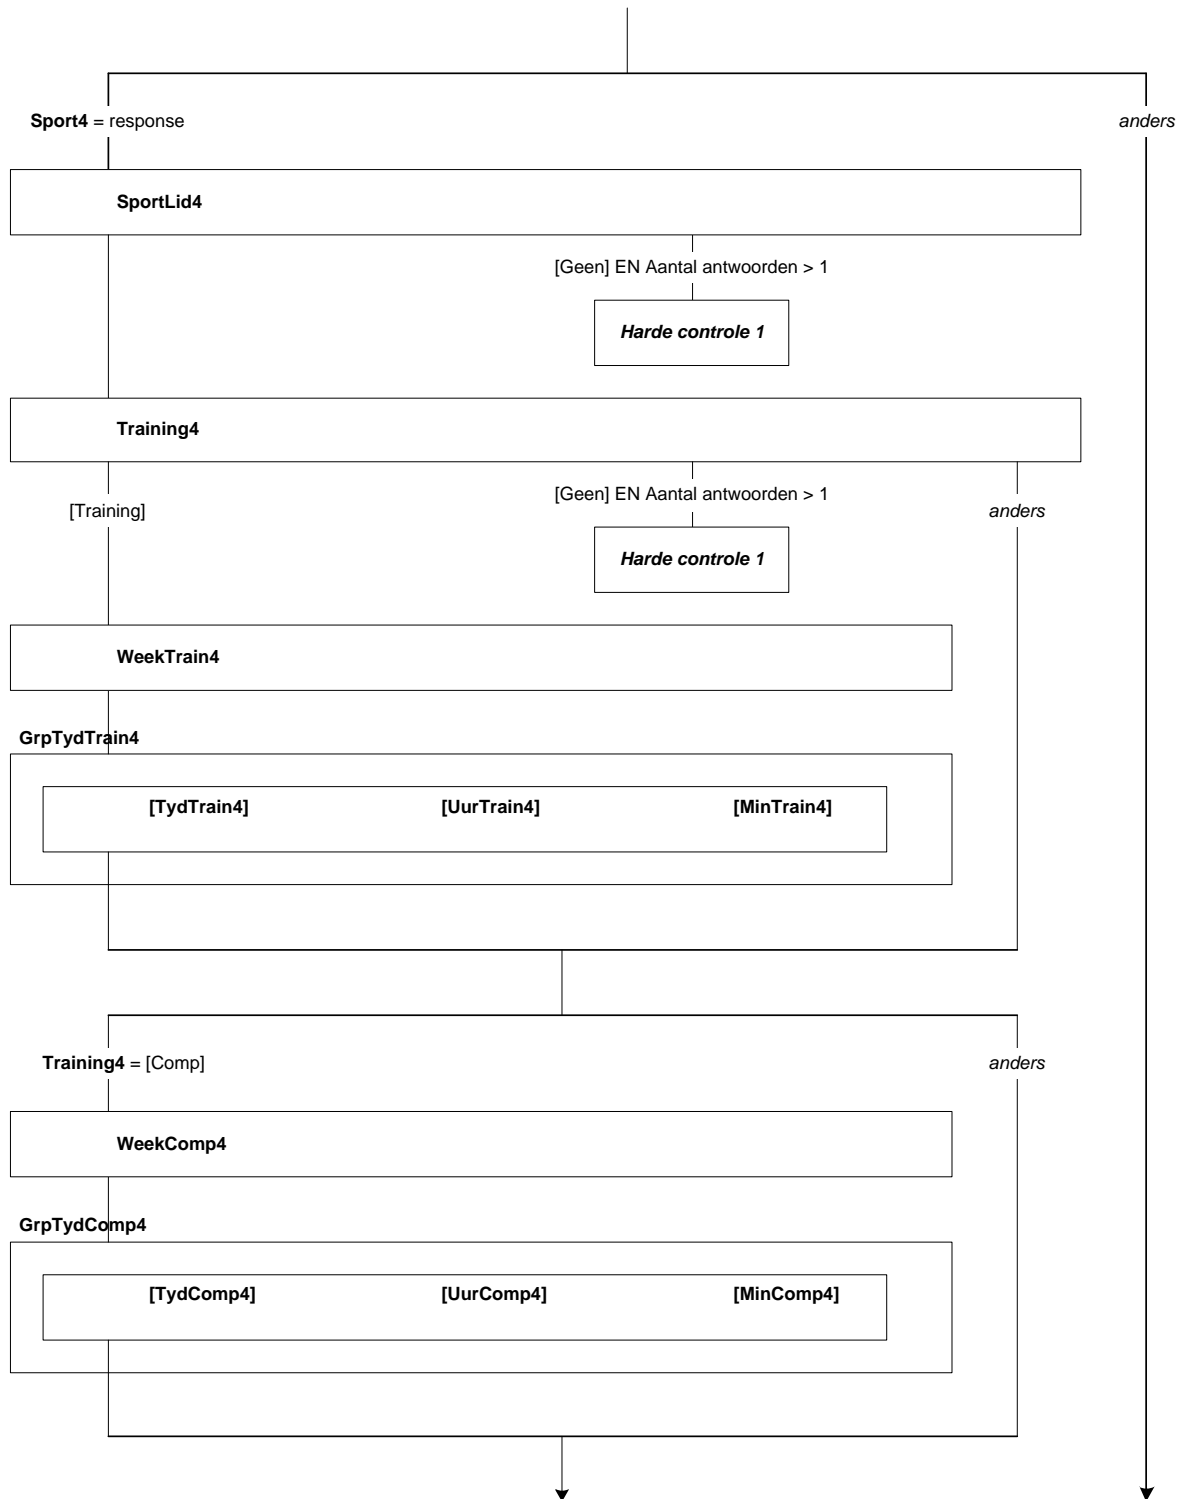 Sport4 = response
anders
SportLid4
[Geen] EN Aantal antwoorden > 1
Harde controle 1
Training4
[Training]
[Geen] EN Aantal antwoorden > 1
anders
Harde controle 1
WeekTrain4
GrpTydTrain4
[TydTrain4] [UurTrain4] [MinTrain4]
Training4 = [Comp]
anders
WeekComp4
GrpTydComp4
[TydComp4] [UurComp4] [MinComp4]